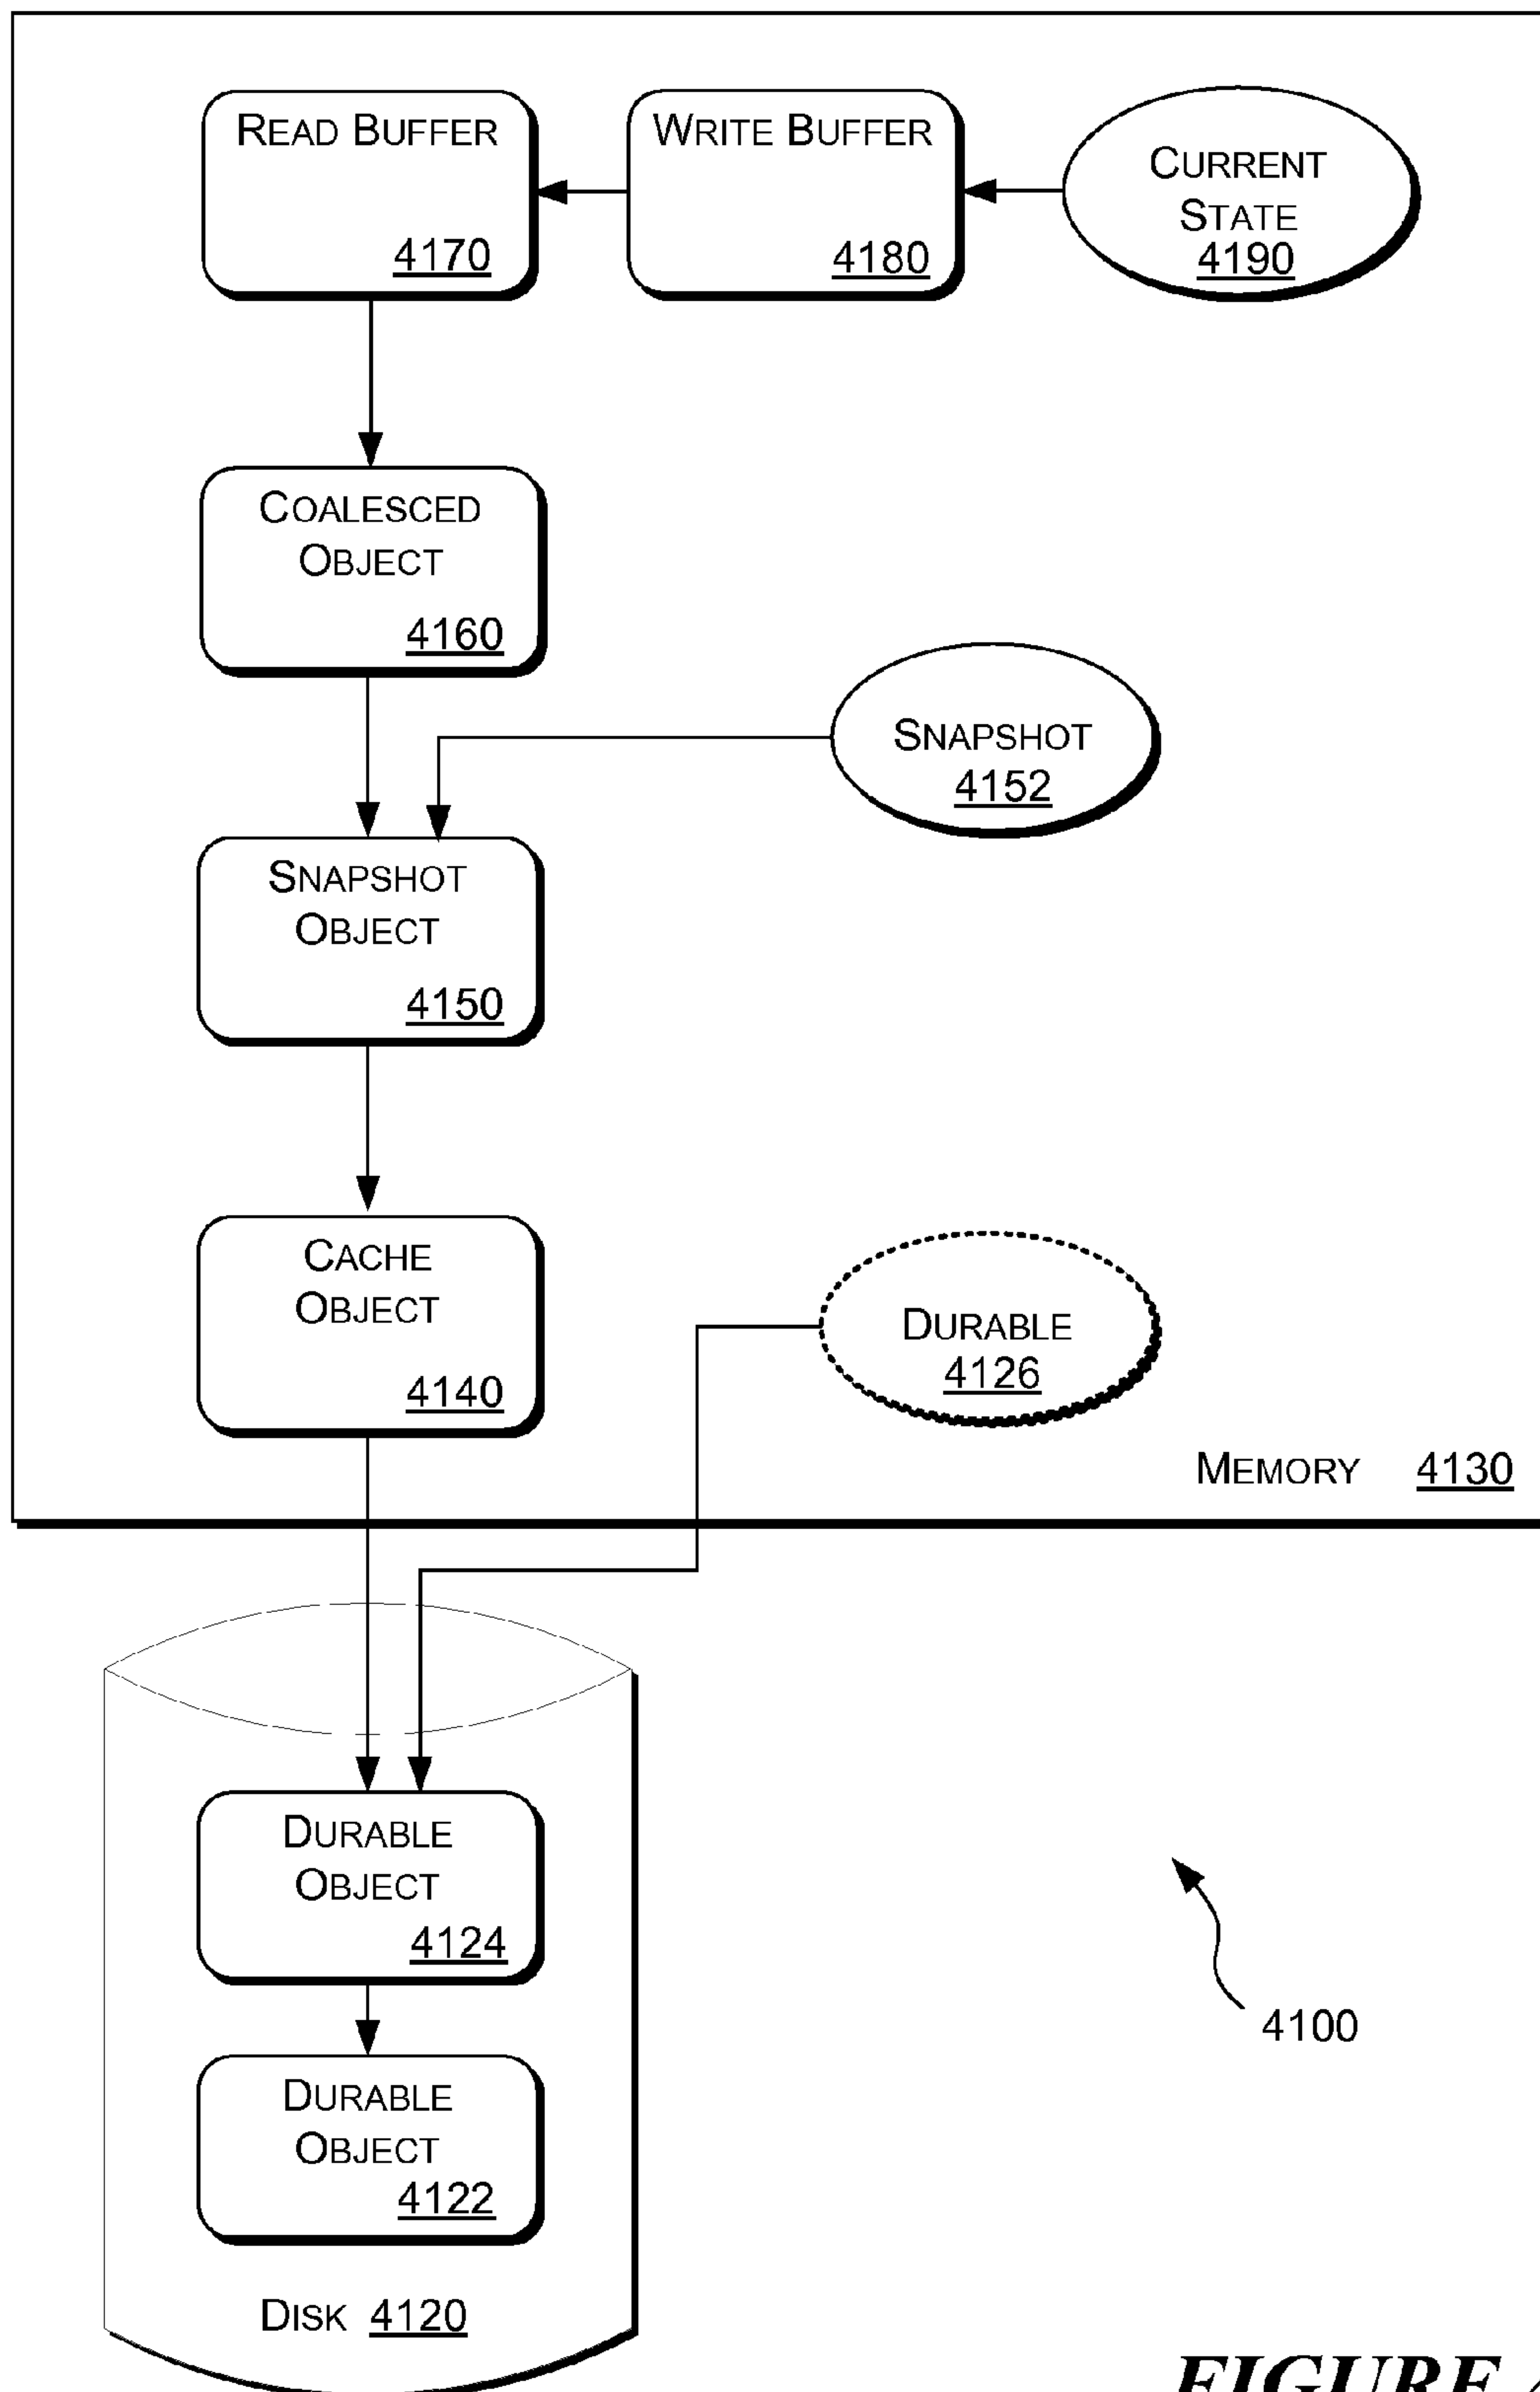 READ BUFFER
4170
WRITE BUFFER
4180
CURRENT
STATE
4190
COALESCED
OBJECT
4160
SNAPSHOT
4152
SNAPSHOT
OBJECT
4150
CACHE
OBJECT
4140
DURABLE
4126
MEMORY 4130
DURABLE
OBJECT
4124
4100
DURABLE
OBJECT
4122
DISK 4120
FIGURE